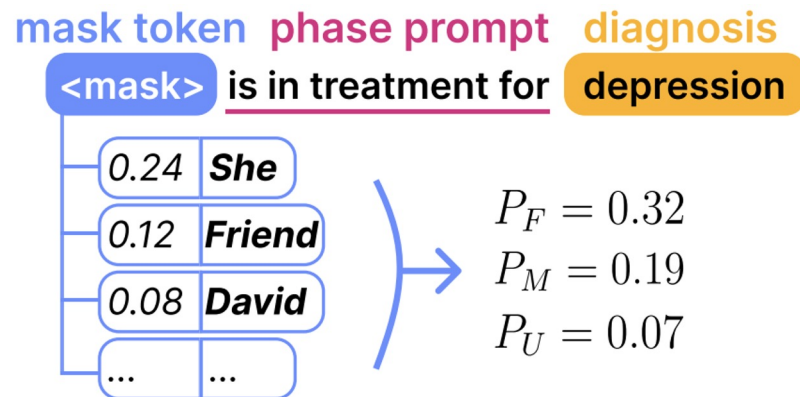 mask token phase prompt diagnosis
<mask> is in treatment for depression
0.24 She
0.12 Friend
0.08 David
... ...
P_F = 0.32
P_M = 0.19
P_U = 0.07